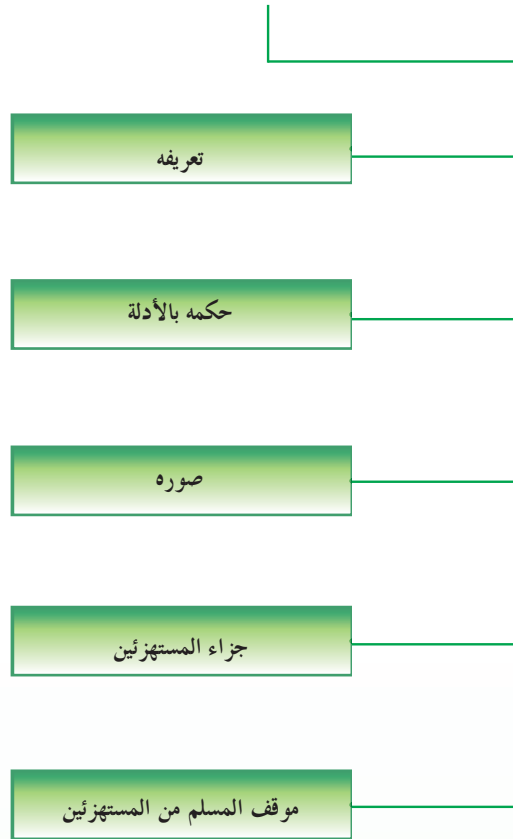 تعريفه
حكمه بالأدلة
صوره
جزاء المستهزئين
موقف المسلم من المستهزئين